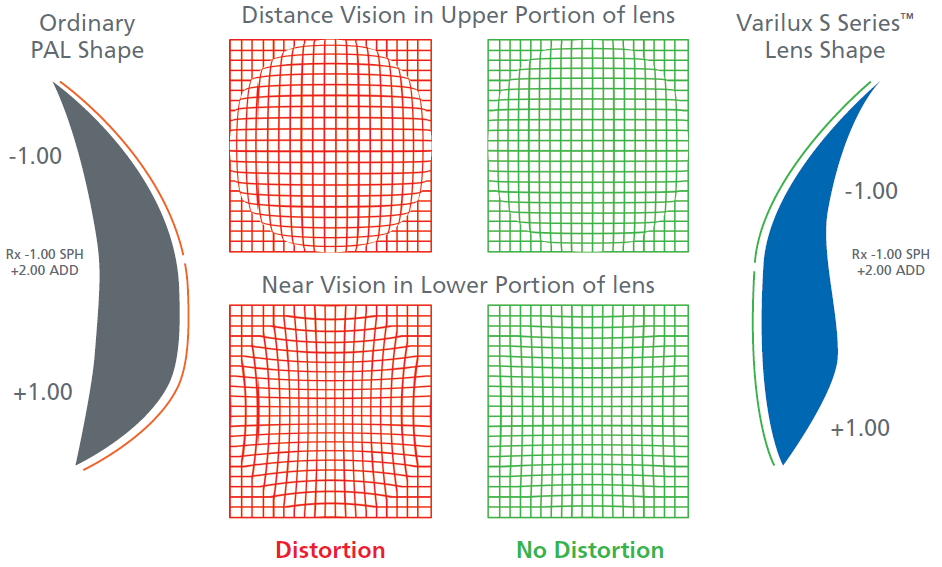 Ordinary
PAL Shape
Distance Vision in Upper Portion of lens
Varilux S Series™
Lens Shape
-1.00
-1.00
Rx -1.00 SPH
+2.00 ADD
Rx -1.00 SPH
+2.00 ADD
Near Vision in Lower Portion of lens
+1.00
+1.00
Distortion
No Distortion